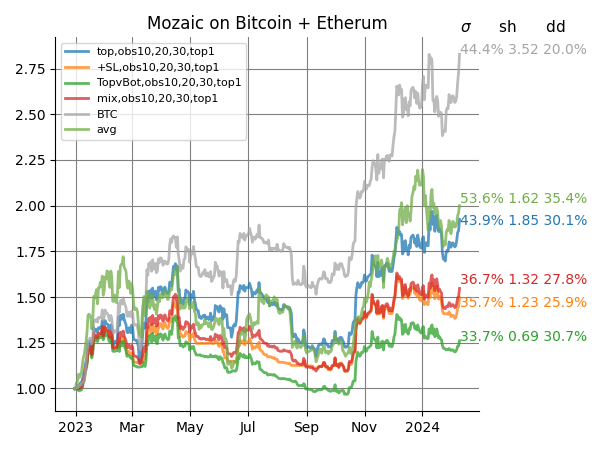 Mozaic on Bitcoin + Etherum
σ sh dd
top,obs10,20,30,top1
+SL,obs10,20,30,top1
TopvBot,obs10,20,30,top1
mix,obs10,20,30,top1
BTC
avg
44.4% 3.52 20.0%
53.6% 1.62 35.4%
43.9% 1.85 30.1%
36.7% 1.32 27.8%
35.7% 1.23 25.9%
33.7% 0.69 30.7%
2.75
2.50
2.25
2.00
1.75
1.50
1.25
1.00
2023 Mar May Jul Sep Nov 2024